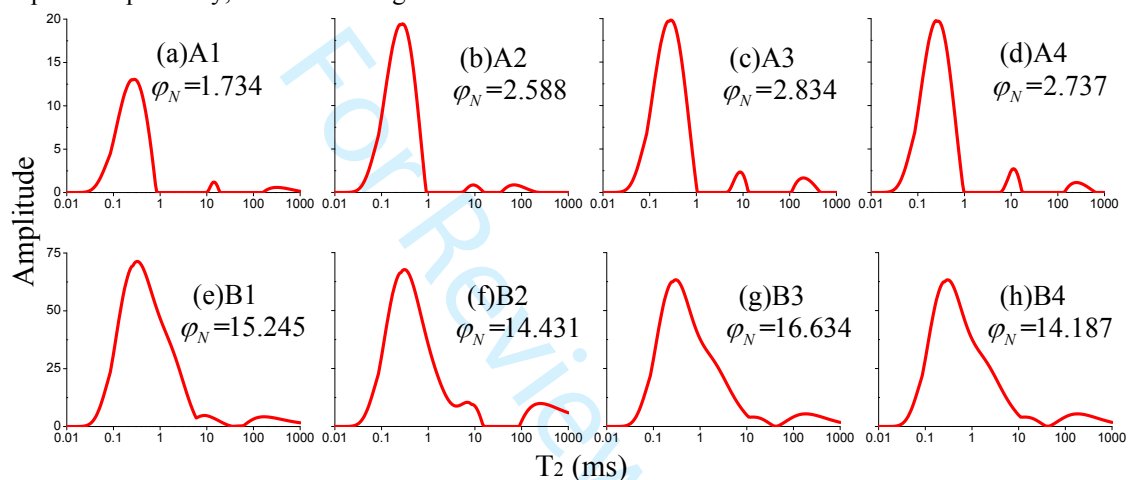 20
15
10
5
0
(a)A1
φN=1.734
(b)A2
φN=2.588
(c)A3
φN=2.834
(d)A4
φN=2.737
0.01 0.1 1 10 100 1000
0.01 0.1 1 10 100 1000
0.01 0.1 1 10 100 1000
0.01 0.1 1 10 100 1000
Amplitude
75
50
25
0
(e)B1
φN=15.245
(f)B2
φN=14.431
(g)B3
φN=16.634
(h)B4
φN=14.187
0.01 0.1 1 10 100 1000
0.01 0.1 1 10 100 1000
0.01 0.1 1 10 100 1000
0.01 0.1 1 10 100 1000
T2 (ms)
For Review